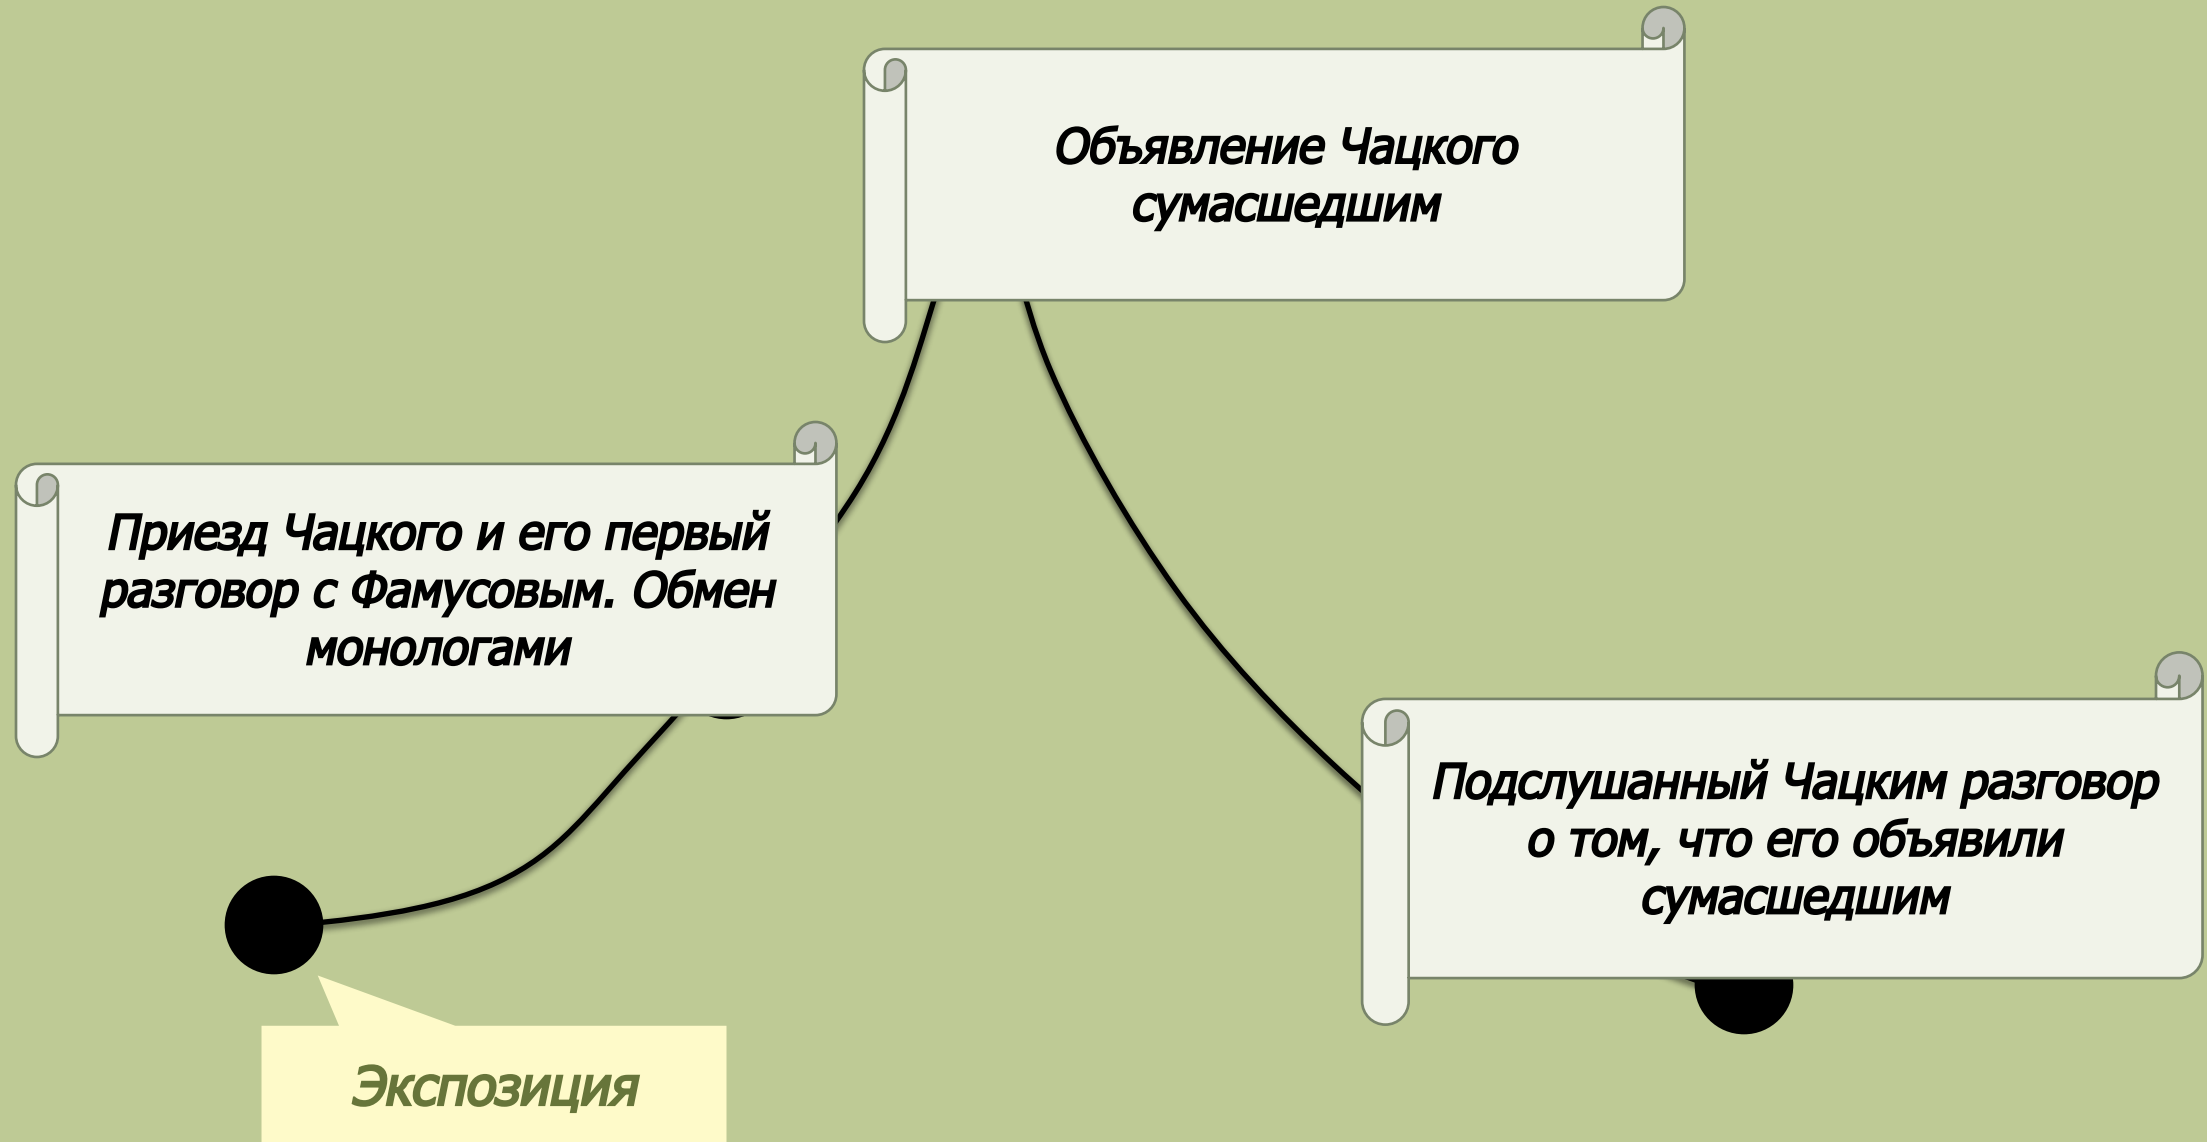 Объявление Чацкого
сумасшедшим
Приезд Чацкого и его первый
разговор с Фамусовым. Обмен
монологами
Подслушанный Чацким разговор
о том, что его объявили
сумасшедшим
Экспозиция